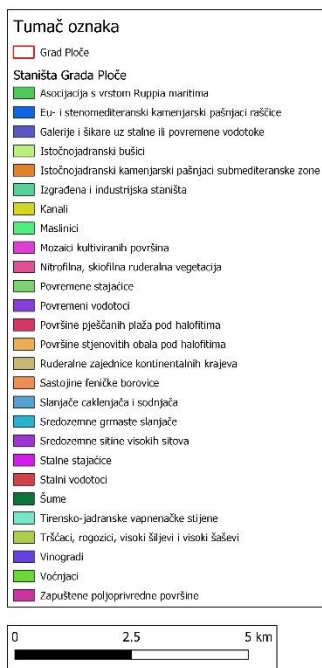 Tumač oznaka
Grad Ploče
Staništa Grada Ploče
Asocijacija s vrstom Ruppia maritima
Eu- i stenomediteranski kamenjarski pašnjaci raščice
Galerije i šikare uz stalne ili povremene vodotoke
Istočnojadranski bušici
Istočnojadranski kamenjarski pašnjaci submediteranske zone
Izgrađena i industrijska staništa
Kanali
Maslinici
Mozaici kultiviranih površina
Nitrofilna, skiofilna ruderalna vegetacija
Povremene stajaćice
Povremeni vodotoci
Površine pješčanih plaža pod halofitima
Površine stjenovitih obala pod halofitima
Ruderalne zajednice kontinentalnih krajeva
Sastojine feničke borovice
Slanjače caklenjača i sodnjača
Sredozemne grmaste slanjače
Sredozemne sitine visokih sitova
Stalne stajaćice
Stalni vodotoci
Šume
Tirensko-jadranske vapnenačke stijene
Tršćaci, rogozici, visoki šiljevi i visoki šaševi
Vinogradi
Voćnjaci
Zapuštene poljoprivredne površine
0 2.5 5 km